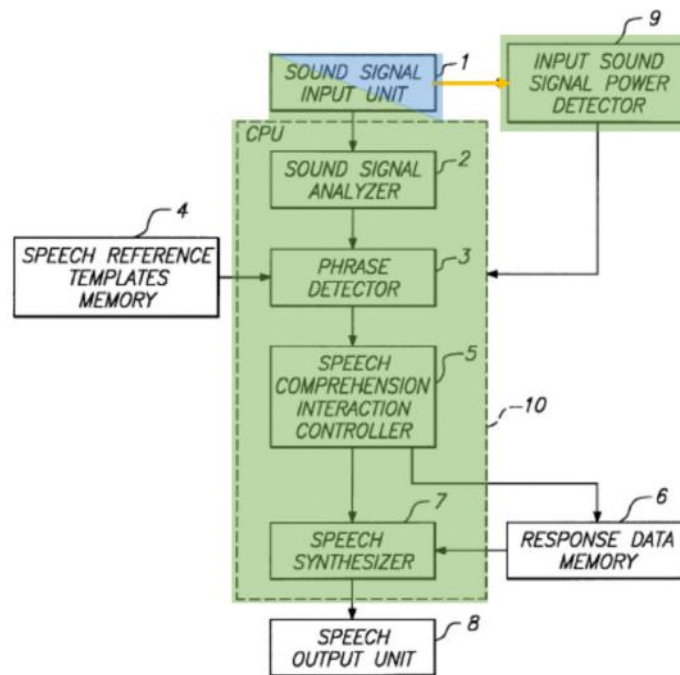 9
1
SOUND SIGNAL
INPUT UNIT
INPUT SOUND
SIGNAL POWER
DETECTOR
CPU
2
SOUND SIGNAL
ANALYZER
4
SPEECH REFERENCE
TEMPLATES
MEMORY
3
PHRASE
DETECTOR
5
SPEECH
COMPREHENSION
INTERACTION
CONTROLLER
10
7
SPEECH
SYNTHESIZER
6
RESPONSE DATA
MEMORY
8
SPEECH
OUTPUT UNIT